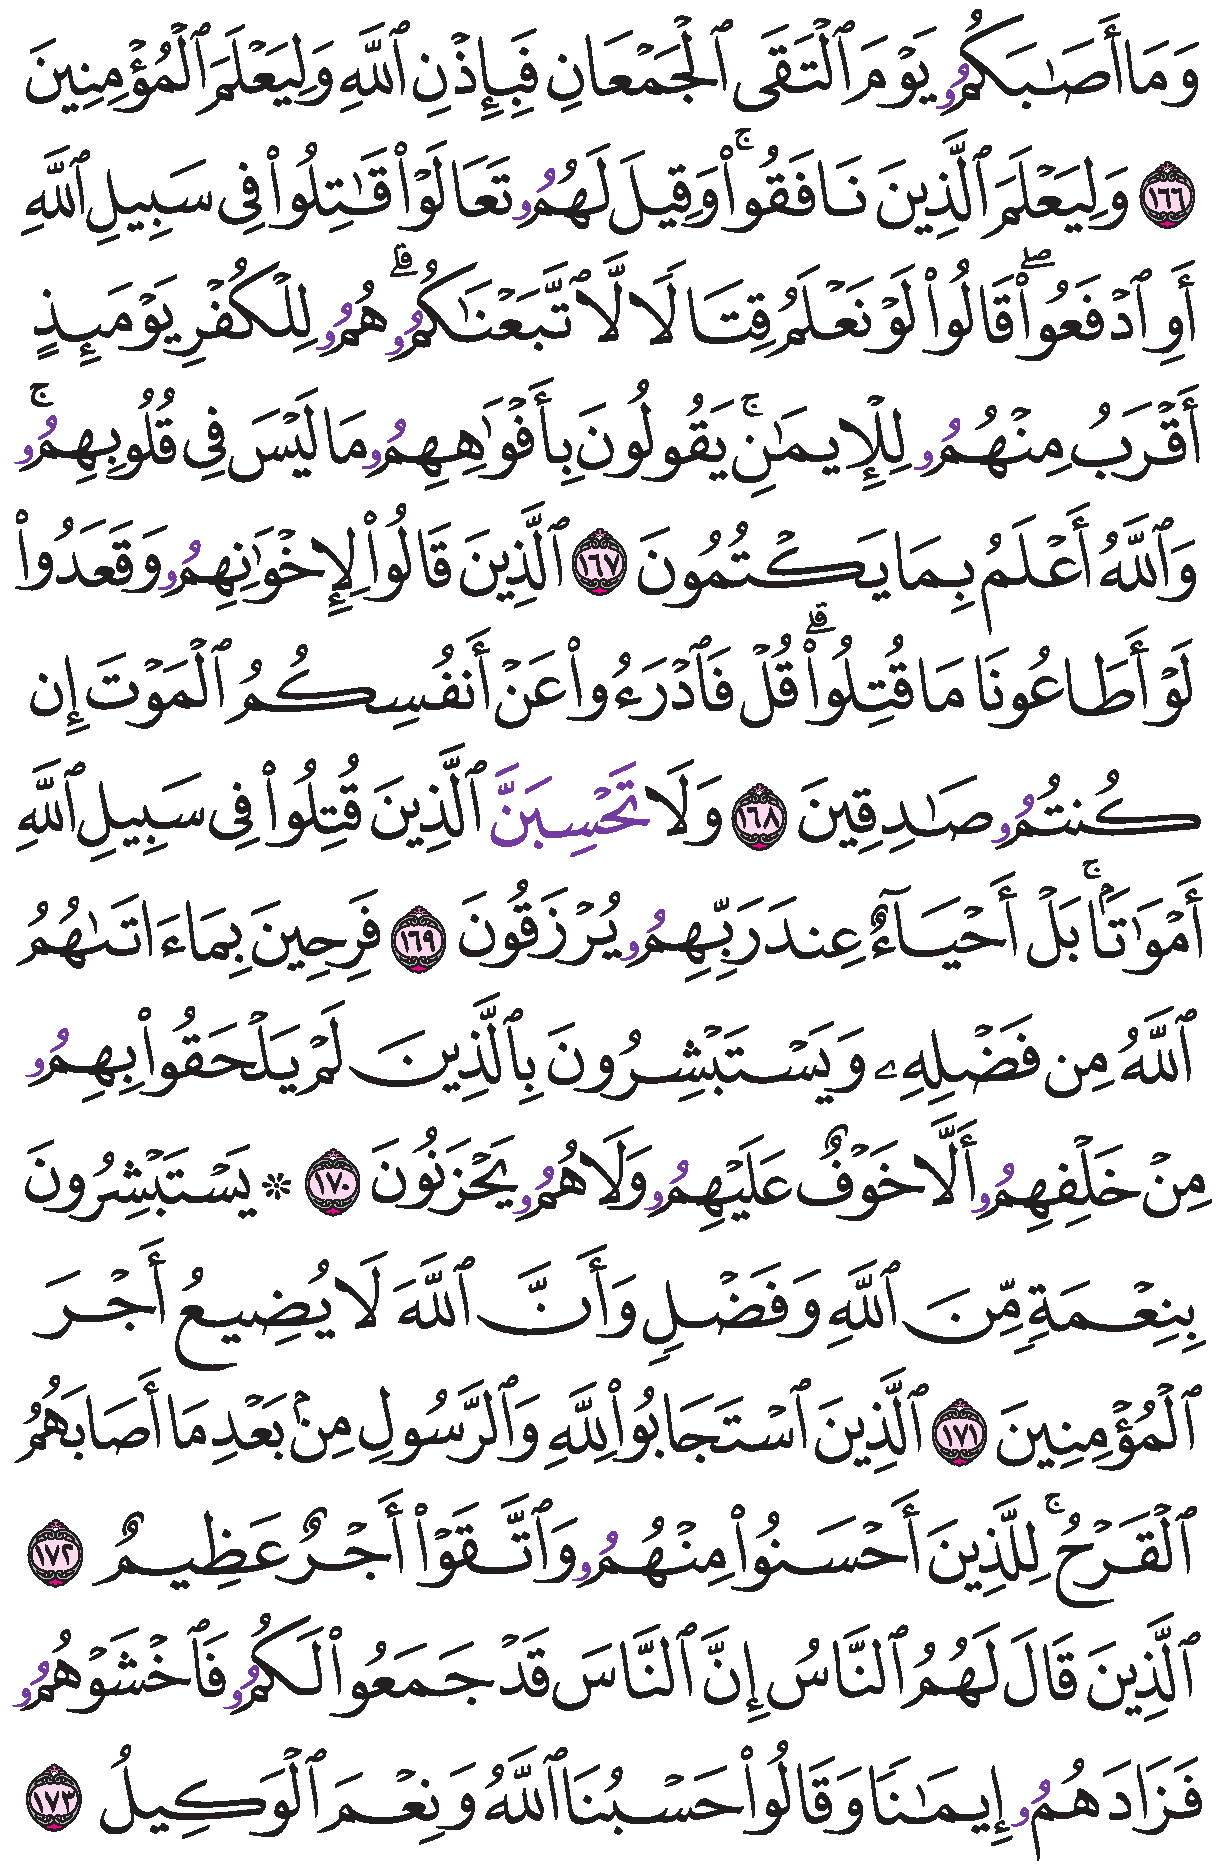 وَمَا أَصَٰبَكُمُۥ يَوْمَ ٱلْتَقَى ٱلْجَمْعَانِ فَبِإِذْنِ ٱللَّهِ وَلِيَعْلَمَ ٱلْمُؤْمِنِينَ
١٦٦ وَلِيَعْلَمَ ٱلَّذِينَ نَافَقُوا۟ۚ وَقِيلَ لَهُمُۥ تَعَالَوْا۟ قَٰتِلُوا۟ فِى سَبِيلِ ٱللَّهِ
أَوِ ٱدْفَعُوا۟ۖ قَالُوا۟ لَوْ نَعْلَمُ قِتَالًا لَّٱتَّبَعْنَٰكُمُۥۗ هُمُۥ لِلْكُفْرِ يَوْمَئِذٍ
أَقْرَبُ مِنْهُمُۥ لِلْإِيمَٰنِۚ يَقُولُونَ بِأَفْوَٰهِهِمُۥ مَا لَيْسَ فِى قُلُوبِهِمُۥۚ
وَٱللَّهُ أَعْلَمُ بِمَا يَكْتُمُونَ ١٦٧ ٱلَّذِينَ قَالُوا۟ لِإِخْوَٰنِهِمُۥ وَقَعَدُوا۟
لَوْ أَطَاعُونَا مَا قُتِلُوا۟ۗ قُلْ فَٱدْرَءُوا۟ عَنْ أَنفُسِكُمُ ٱلْمَوْتَ إِن
كُنتُمُۥ صَٰدِقِينَ ١٦٨ وَلَا تَحْسِبَنَّ ٱلَّذِينَ قُتِلُوا۟ فِى سَبِيلِ ٱللَّهِ
أَمْوَٰتَۢاۚ بَلْ أَحْيَآءٌ عِندَ رَبِّهِمُۥ يُرْزَقُونَ ١٦٩ فَرِحِينَ بِمَا ءَاتَىٰهُمُ
ٱللَّهُ مِن فَضْلِهِۦ وَيَسْتَبْشِرُونَ بِٱلَّذِينَ لَمْ يَلْحَقُوا۟ بِهِمُۥ
مِنْ خَلْفِهِمُۥ أَلَّا خَوْفٌ عَلَيْهِمُۥ وَلَا هُمُۥ يَحْزَنُونَ ١٧٠ ۞ يَسْتَبْشِرُونَ
بِنِعْمَةٍ مِّنَ ٱللَّهِ وَفَضْلٍ وَأَنَّ ٱللَّهَ لَا يُضِيعُ أَجْرَ
ٱلْمُؤْمِنِينَ ١٧١ ٱلَّذِينَ ٱسْتَجَابُوا۟ لِلَّهِ وَٱلرَّسُولِ مِنۢ بَعْدِ مَا أَصَابَهُمُ
ٱلْقَرْحُۚ لِلَّذِينَ أَحْسَنُوا۟ مِنْهُمُۥ وَٱتَّقَوْا۟ أَجْرٌ عَظِيمٌ ١٧٢
ٱلَّذِينَ قَالَ لَهُمُ ٱلنَّاسُ إِنَّ ٱلنَّاسَ قَدْ جَمَعُوا۟ لَكُمُۥ فَٱخْشَوْهُمُۥ
فَزَادَهُمُۥ إِيمَٰنًا وَقَالُوا۟ حَسْبُنَا ٱللَّهُ وَنِعْمَ ٱلْوَكِيلُ ١٧٣